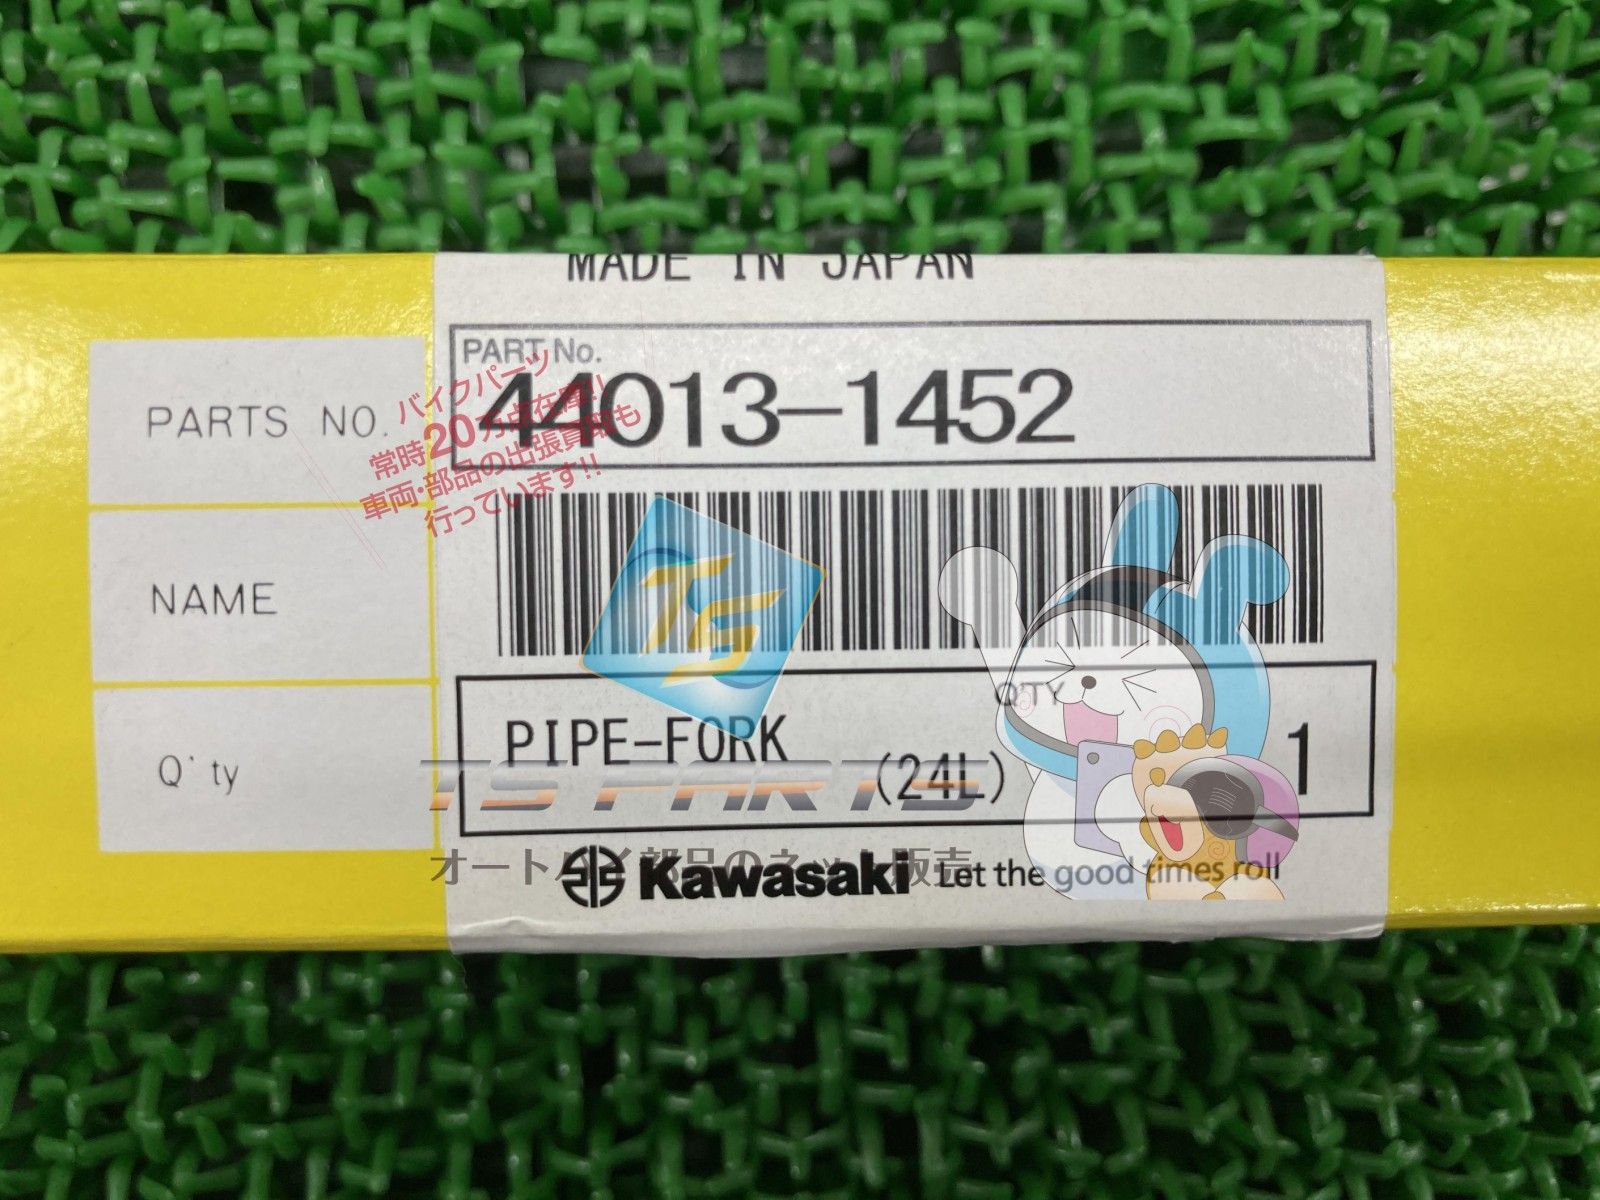 MADE IN JAPAN
PART No.
44013-1452
PARTS NO.
バイクパーツ
常時20万点在庫!!
車両・部品の出張買取も
行っています!!
NAME
TS
Q'TY
PIPE-FORK
1
Q'ty
(24L)
TS PARTS
オートバイ部品のネット販売
Kawasaki Let the good times roll